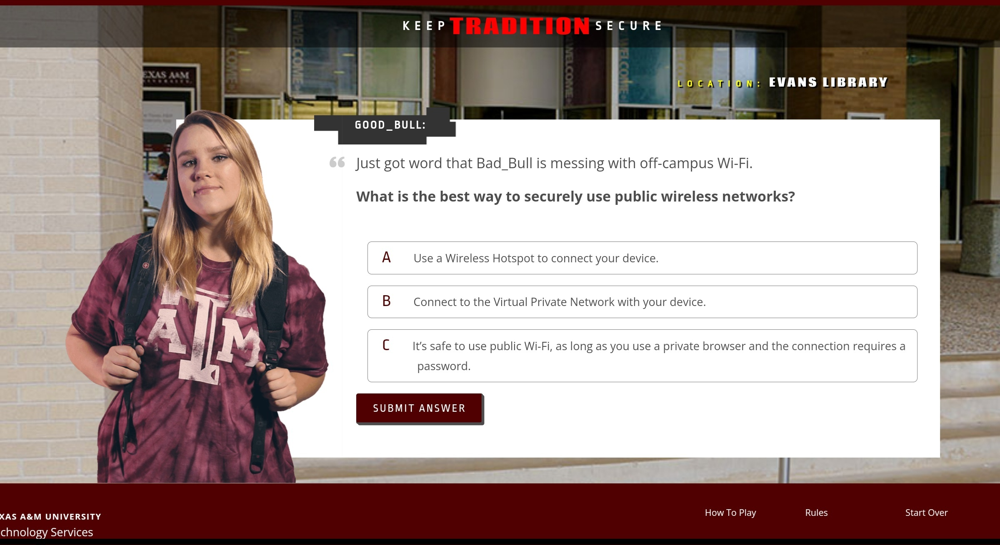 KEEP TRADITION SECURE
WELCOME
WELCOME
WELCOME
WELCOME
WELCOME
WELCOME
EXAS A&M
UNIVERSITY
LOCATION: EVANS LIBRARY
GOOD_BULL:
“ Just got word that Bad_Bull is messing with off-campus Wi-Fi.
What is the best way to securely use public wireless networks?
A Use a Wireless Hotspot to connect your device.
B Connect to the Virtual Private Network with your device.
C It’s safe to use public Wi-Fi, as long as you use a private browser and the connection requires a
password.
ATM
SUBMIT ANSWER
How To Play Rules Start Over
XAS A&M UNIVERSITY
chnology Services